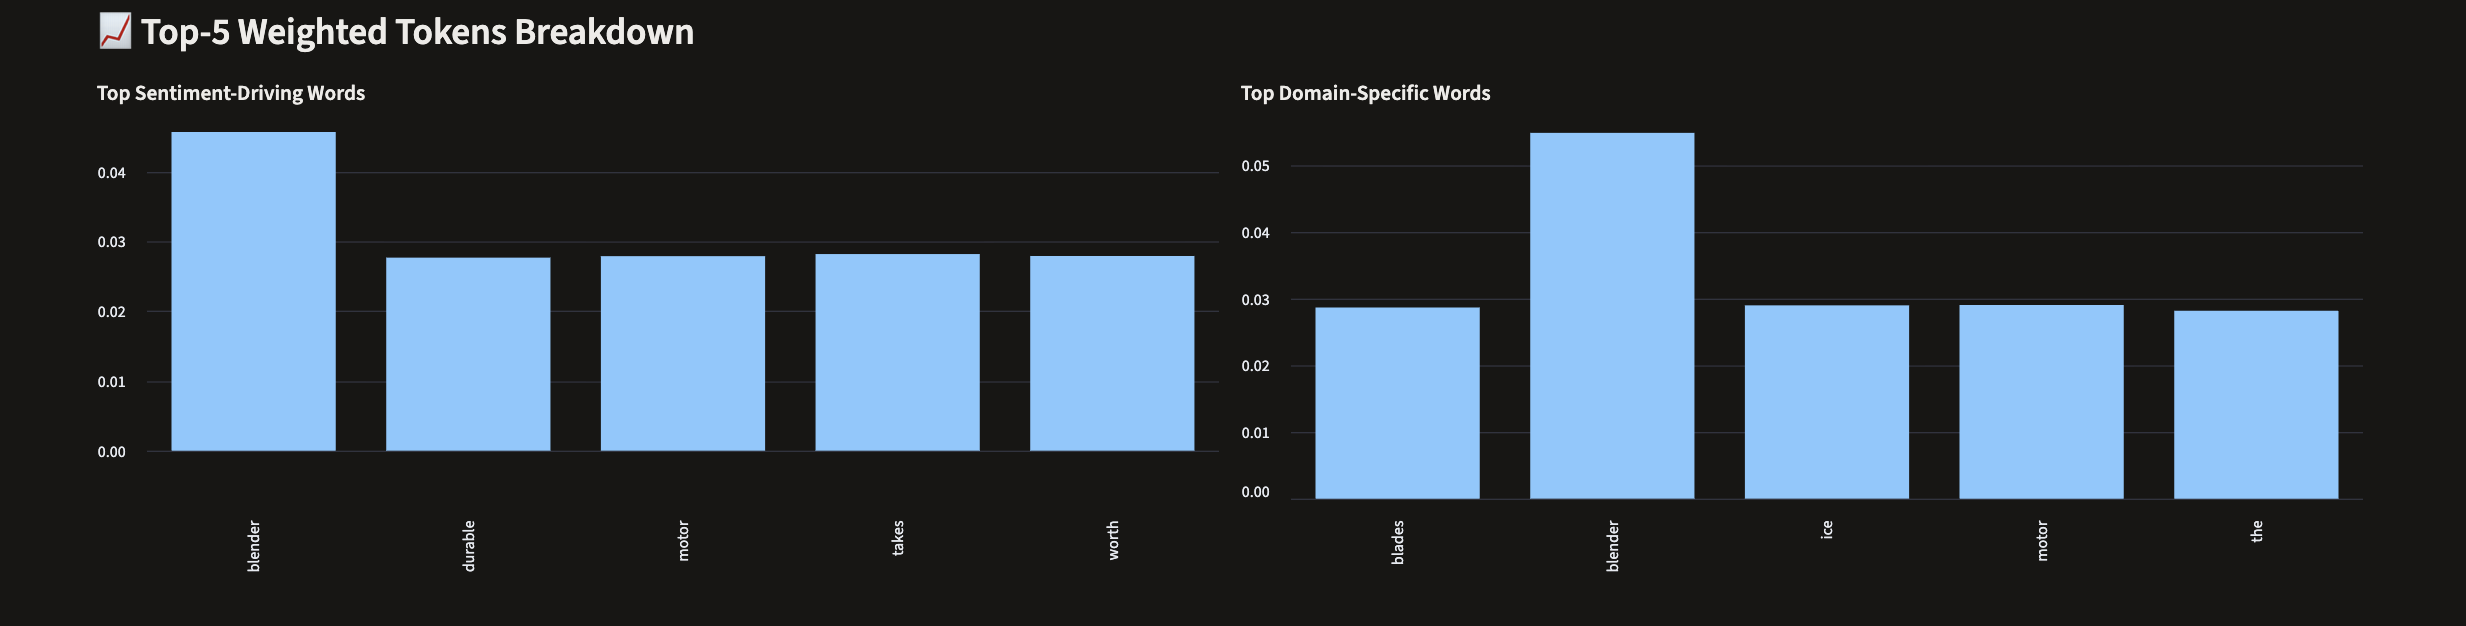 📈 Top-5 Weighted Tokens Breakdown
Top Sentiment-Driving Words
0.04
0.03
0.02
0.01
0.00
blender
durable
motor
takes
worth
Top Domain-Specific Words
0.05
0.04
0.03
0.02
0.01
0.00
blades
blender
ice
motor
the